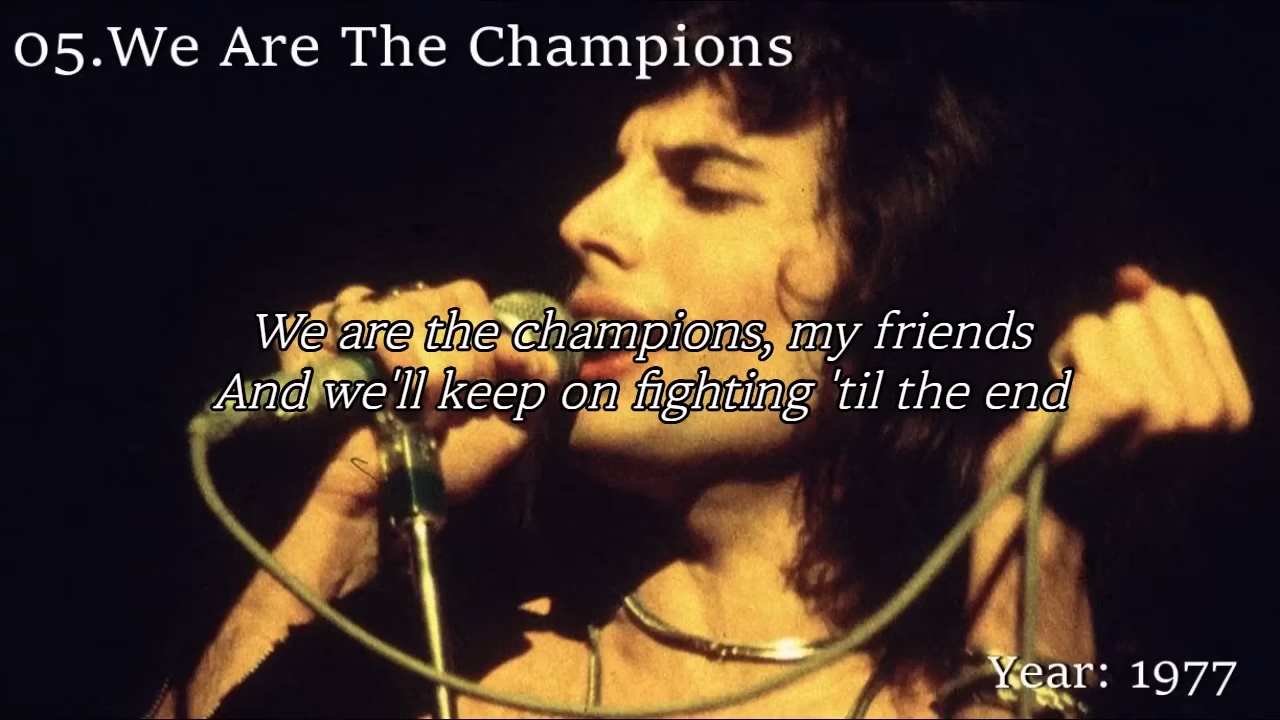 05.We Are The Champions
We are the champions, my friends
And we'll keep on fighting 'til the end
Year: 1977